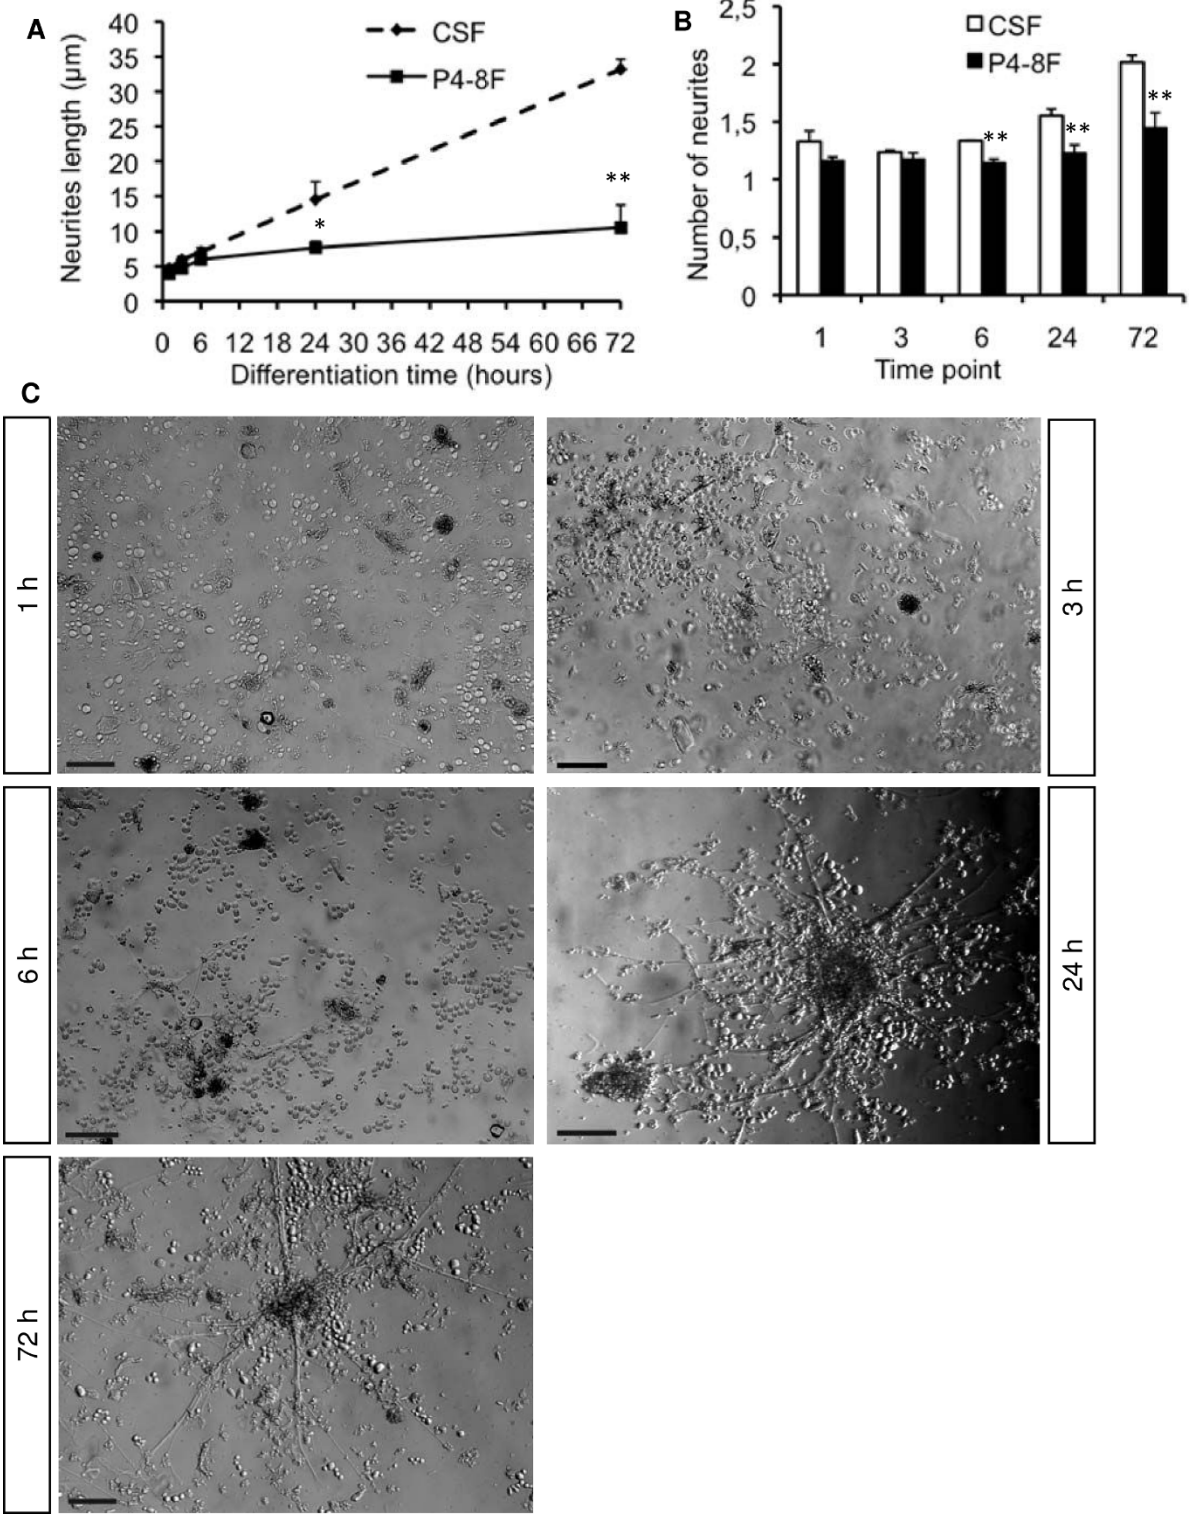 A
Neurites length (µm)
40
35
30
25
20
15
10
5
0
CSF
P4-8F
*
**
0 6 12 18 24 30 36 42 48 54 60 66 72
Differentiation time (hours)
B
Number of neurites
2,5
2
1,5
1
0,5
0
CSF
P4-8F
**
**
**
1 3 6 24 72
Time point
C
1 h
3 h
6 h
24 h
72 h